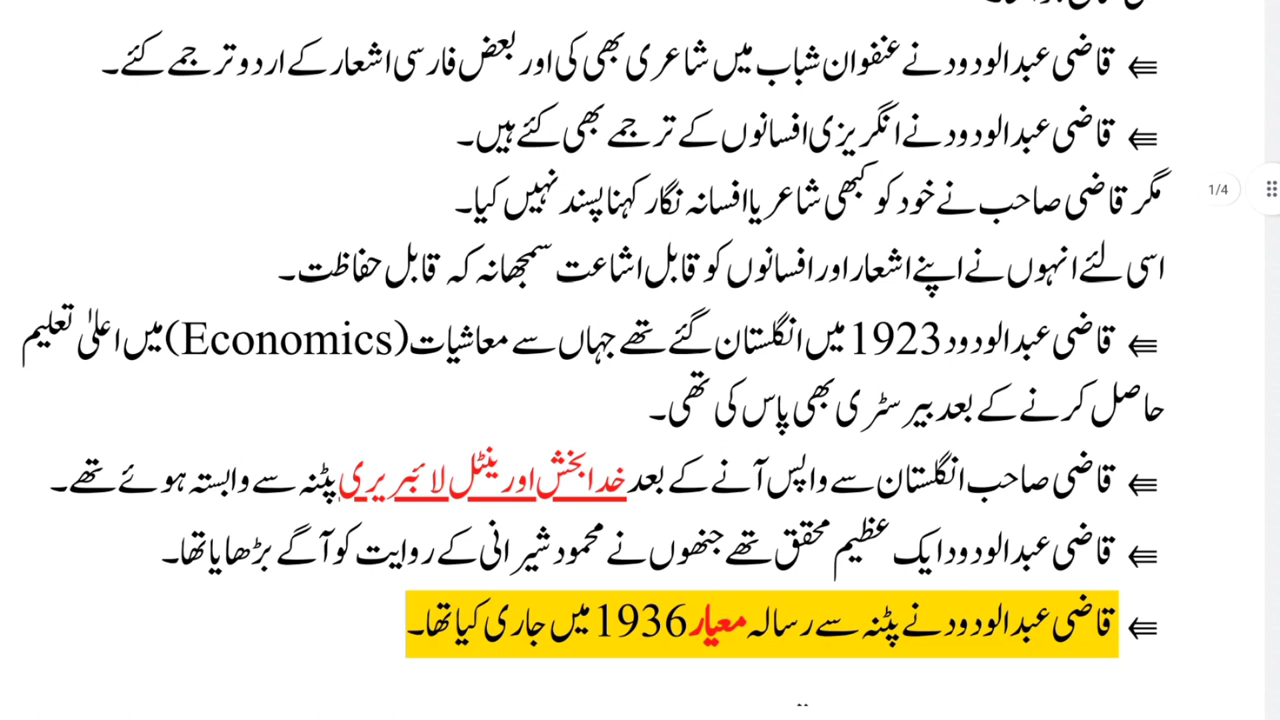 ⇚ قاضی عبدالودود نے عنفوان شباب میں شاعری بھی کی اور بعض فارسی اشعار کے اردو ترجمے کئے۔
⇚ قاضی عبدالودود نے انگریزی افسانوں کے ترجمے بھی کئے ہیں۔
مگر قاضی صاحب نے خود کو کبھی شاعر یا افسانہ نگار کہنا پسند نہیں کیا۔
1/4
اسی لئے انہوں نے اپنے اشعار اور افسانوں کو قابل اشاعت سمجھا نہ کہ قابل حفاظت۔
⇚ قاضی عبدالودود 1923 میں انگلستان گئے تھے جہاں سے معاشیات (Economics) میں اعلیٰ تعلیم
حاصل کرنے کے بعد بیرسٹری بھی پاس کی تھی۔
⇚ قاضی صاحب انگلستان سے واپس آنے کے بعد خدا بخش اورینٹل لائبریری پٹنہ سے وابستہ ہوئے تھے۔
⇚ قاضی عبدالودود ایک عظیم محقق تھے جنھوں نے محمود شیرانی کے روایت کو آگے بڑھایا تھا۔
⇚ قاضی عبدالودود نے پٹنہ سے رسالہ معیار 1936 میں جاری کیا تھا۔